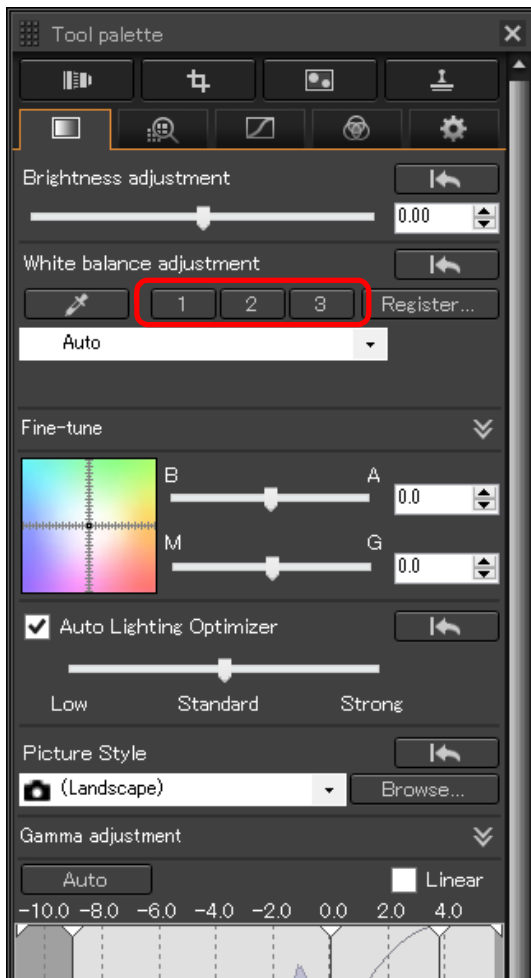 Tool palette
Brightness adjustment
0.00
White balance adjustment
1 2 3 Register...
Auto
Fine-tune
B A
0.0
M G
0.0
Auto Lighting Optimizer
Low Standard Strong
Picture Style
(Landscape) Browse...
Gamma adjustment
Auto Linear
-10.0 -8.0 -6.0 -4.0 -2.0 0.0 2.0 4.0